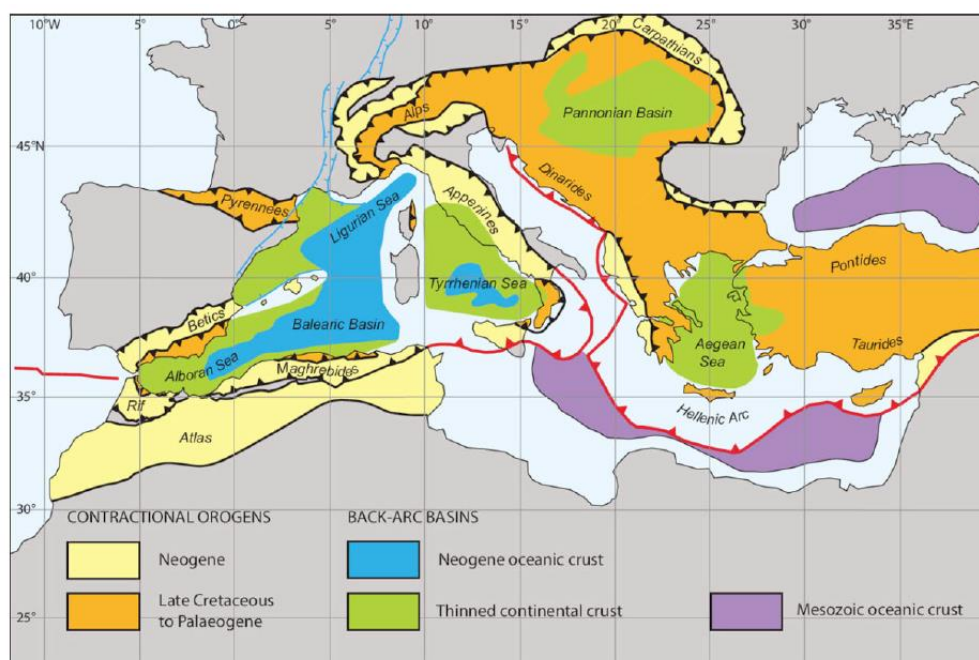 10°W 5° 0° 5° 10° 15° 20° 25° 30° 35°E
Carpathians
Alps
Pannonian Basin
45°N
Dinarides
Pyrennees
Ligurian Sea
Appenines
40°
Pontides
Tyrrhenian Sea
Betics
Balearic Basin
Aegean
Sea
Taurides
Alboran Sea
Maghrebides
35°
Rif
Hellenic Arc
Atlas
30°
CONTRACTIONAL OROGENS
BACK-ARC BASINS
Neogene
Neogene oceanic crust
Late Cretaceous
to Palaeogene
Thinned continental crust
Mesozoic oceanic crust
25°